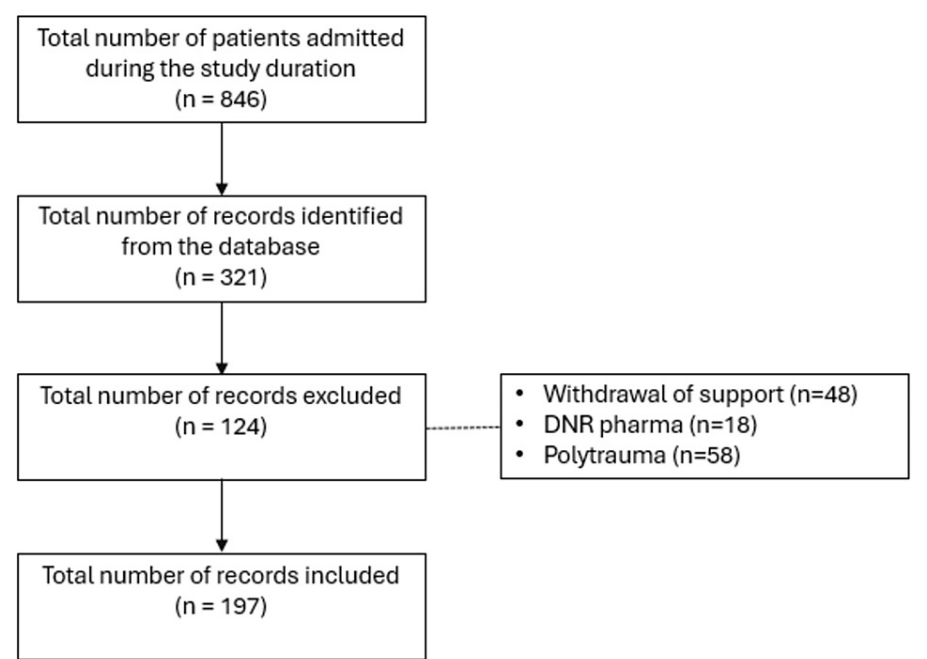 Total number of patients admitted
during the study duration
(n = 846)
Total number of records identified
from the database
(n = 321)
Total number of records excluded
(n = 124)
• Withdrawal of support (n=48)
• DNR pharma (n=18)
• Polytrauma (n=58)
Total number of records included
(n = 197)